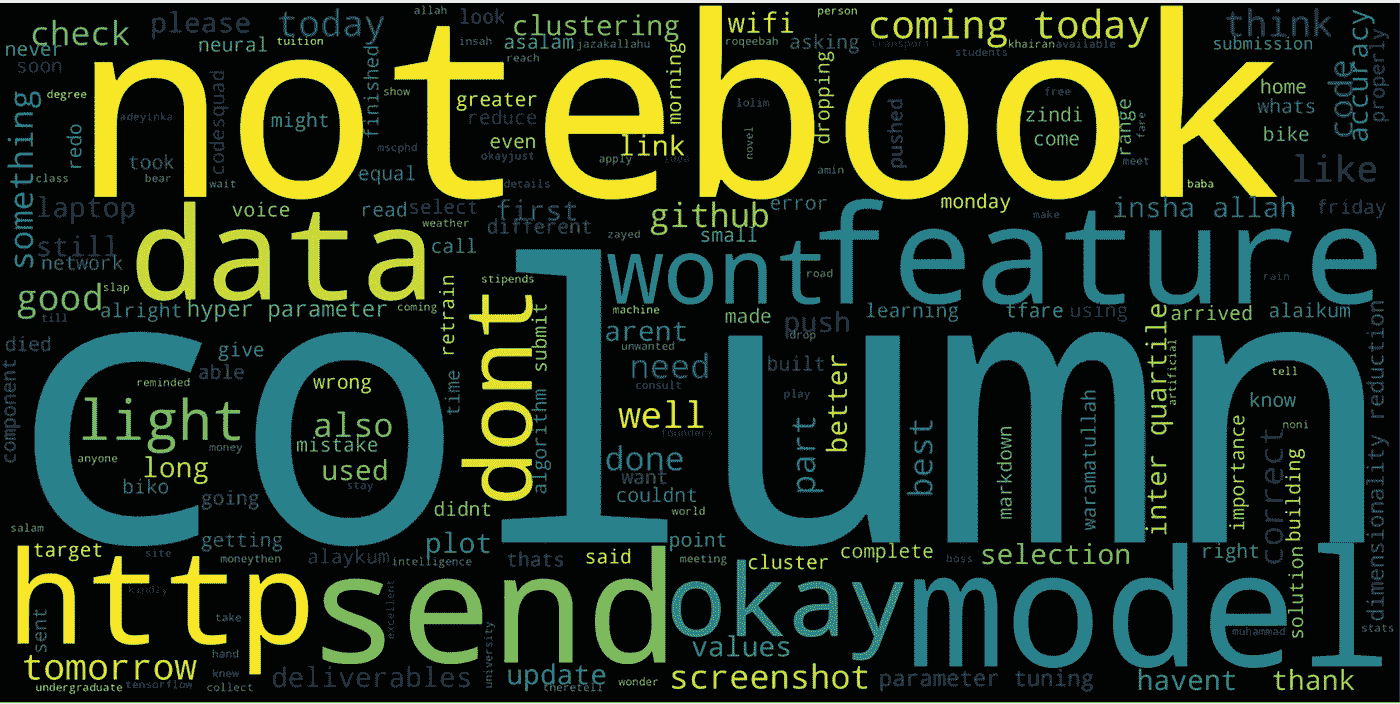 check
please
today
neural
tuition
never
soon
allah
look
insah
reach
clustering
asalam
jazakallahu
wifi
person
roqeebah
asking
coming today
transport
khairan
available
students
think
submission
notebook
degree
adeyinka
codesquad
finished
morning
dropping
pushed
range
fare
code
accuracy
properly
something
redo
took
class
bear
wait
might
show
mscphd
equal
greater
reduce
even
okayjust
link
apply
details
lolim
novel
amin
zindi
come
free
meet
baba
home
whats
bike
like
laptop
still
network
slap
good
till
alright
voice
data
read
select
weather
call
first
different
zayed
github
small
error
monday
make
insha allah
friday
wont
feature
road
rain
hyper parameter
coming
retrain
stipends
dont
submit
machine
arent
unwanted
made
push
drop
learning
tfare
using
arrived
alaikum
inter quartile
artificial
dimensionality reduction
died
component
give
able
reminded
wrong
time
need
consult
built
play
better
tell
know
column
light
also
mistake
used
stay
long
anyone
money
biko
going
algorithm
well
founders
done
want
couldnt
world
part
best
markdown
waramatullah
importance
correct
noni
building
solution
salam
target
getting
site
moneythen
alaykum
intelligence
didnt
plot
thats
said
point
meeting
cluster
complete
boss
selection
right
http
send
okay
model
kindly
take
excellent
sent
hand
tomorrow
knew
undergraduate
tensorflow
collect
deliverables
university
update
theretell
wonder
values
screenshot
parameter tuning
muhammad
havent
thank
stats